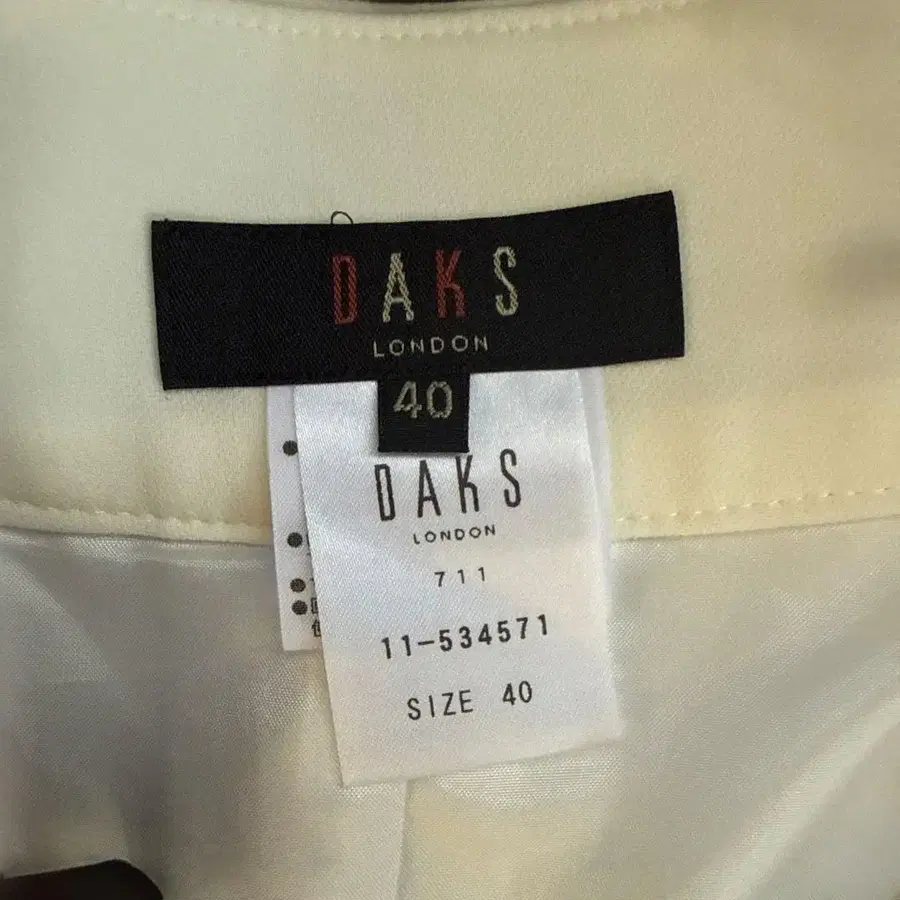 DAKS
LONDON
40
DAKS
LONDON
711
11-534571
SIZE 40